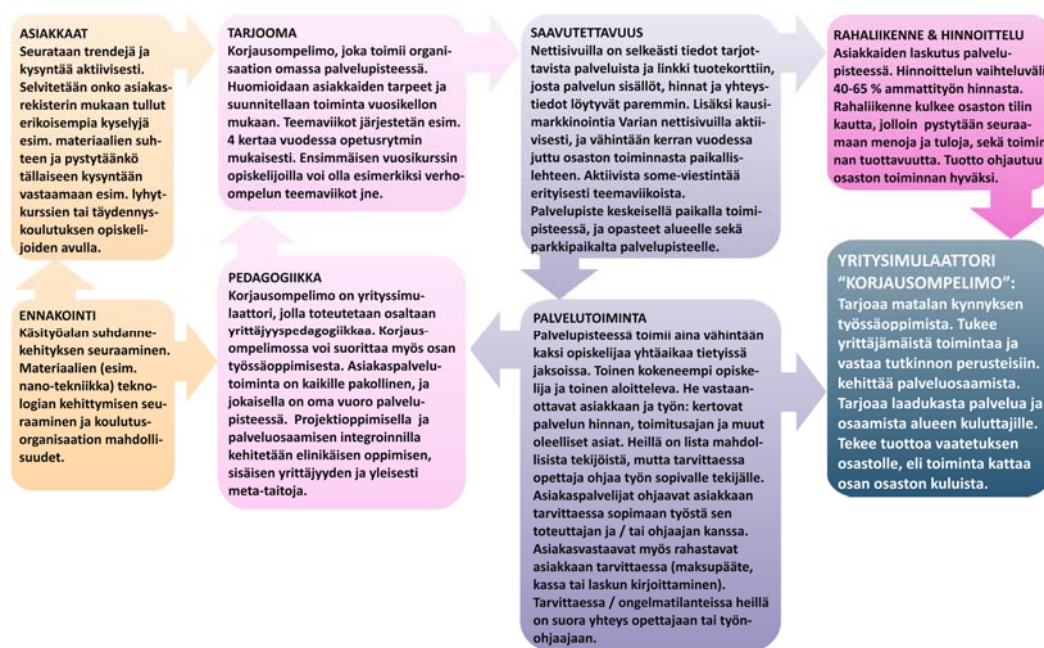 ASIAKKAAT
Seurataan trendejä ja
kysyntää aktiivisesti.
Selvitetään onko asiakas-
rekisterin mukaan tullut
erikoisempia kyselyjä
esim. materiaalien suh-
teen ja pystytäänkö
tällaiseen kysyntään
vastaamaan esim. lyhyt-
kurssien tai täydennys-
koulutuksen opiskeli-
joiden avulla.
TARJOOMA
Korjausompelimo, joka toimii organi-
saation omassa palvelupisteessä.
Huomioidaan asiakkaiden tarpeet ja
suunnitellaan toiminta vuosikellon
mukaan. Teemaviikot järjestetän esim.
4 kertaa vuodessa opetusrytmin
mukaisesti. Ensimmäisen vuosikurssin
opiskelijoilla voi olla esimerkiksi verho-
ompelun teemaviikot jne.
SAAVUTETTAVUUS
Nettisivuilla on selkeästi tiedot tarjot-
tavista palveluista ja linkki tuotekorttiin,
josta palvelun sisällöt, hinnat ja yhteys-
tiedot löytyvät paremmin. Lisäksi kausi-
markkinointia Varian nettisivuilla aktii-
visesti, ja vähintään kerran vuodessa
juttu osaston toiminnasta paikallis-
lehteen. Aktiivista some-viestintää
erityisesti teemaviikoista.
Palvelupiste keskeisellä paikalla toimi-
pisteessä, ja opasteet alueelle sekä
parkkipaikalta palvelupisteelle.
RAHALIIKENNE & HINNOITTELU
Asiakkaiden laskutus palvelu-
pisteessä. Hinnoittelun vaihteluväli
40-65 % ammattityön hinnasta.
Rahaliikenne kulkee osaston tilin
kautta, jolloin pystytään seuraa-
maan menoja ja tuloja, sekä toimin-
nan tuottavuutta. Tuotto ohjautuu
osaston toiminnan hyväksi.
ENNAKOINTI
Käsityöalan suhdanne-
kehityksen seuraaminen.
Materiaalien (esim.
nano-tekniikka) tekno-
logian kehittymisen seu-
raaminen ja koulutus-
organisaation mahdolli-
suudet.
PEDAGOGIIKKA
Korjausompelimo on yrityssimu-
laattori, jolla toteutetaan osaltaan
yrittäjyyspedagogiikkaa. Korjaus-
ompelimossa voi suorittaa myös osan
työssäoppimisesta. Asiakaspalvelu-
toiminta on kaikille pakollinen, ja
jokaisella on oma vuoro palvelu-
pisteessä. Projektioppimisella ja
palveluosaamisen integroinnilla
kehitetään elinikäisen oppimisen,
sisäisen yrittäjyyden ja yleisesti
meta-taitoja.
PALVELUTOIMINTA
Palvelupisteessä toimii aina vähintään
kaksi opiskelijaa yhtäaikaa tietyissä
jaksoissa. Toinen kokeneempi opiske-
lija ja toinen aloitteleva. He vastaan-
ottavat asiakkaan ja työn: kertovat
palvelun hinnan, toimitusajan ja muut
oleelliset asiat. Heillä on lista mahdol-
lisista tekijöistä, mutta tarvittaessa
opettaja ohjaa työn sopivalle tekijälle.
Asiakaspalvelijat ohjaavat asiakkaan
tarvittaessa sopimaan työstä sen
toteuttajan ja / tai ohjaajan kanssa.
Asiakasvastaavat myös rahastavat
asiakkaan tarvittaessa (maksupääte,
kassa tai laskun kirjoittaminen).
Tarvittaessa / ongelmatilanteissa heillä
on suora yhteys opettajaan tai työn-
ohjaajaan.
YRITYSIMULAATTORI
“KORJAUSOMPELIMO”:
Tarjoaa matalan kynnyksen
työssäoppimista. Tukee
yrittäjämäistä toimintaa ja
vastaa tutkinnon perusteisiin.
kehittää palveluosaamista.
Tarjoaa laadukasta palvelua ja
osaamista alueen kuluttajille.
Tekee tuottoa vaatetuksen
osastolle, eli toiminta kattaa
osan osaston kuluista.